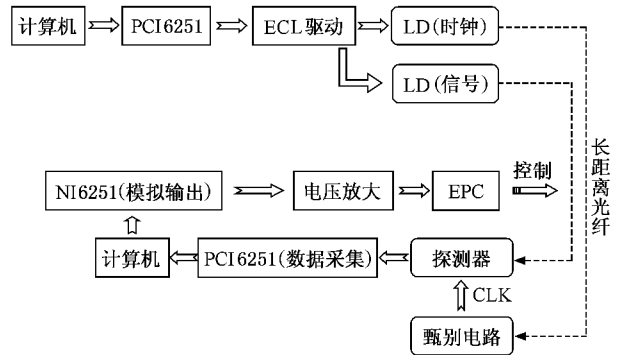 计算机
PCI6251
ECL驱动
LD(时钟)
LD(信号)
长距离光纤
NI6251(模拟输出)
电压放大
EPC
控制
计算机
PCI6251(数据采集)
探测器
CLK
甄别电路